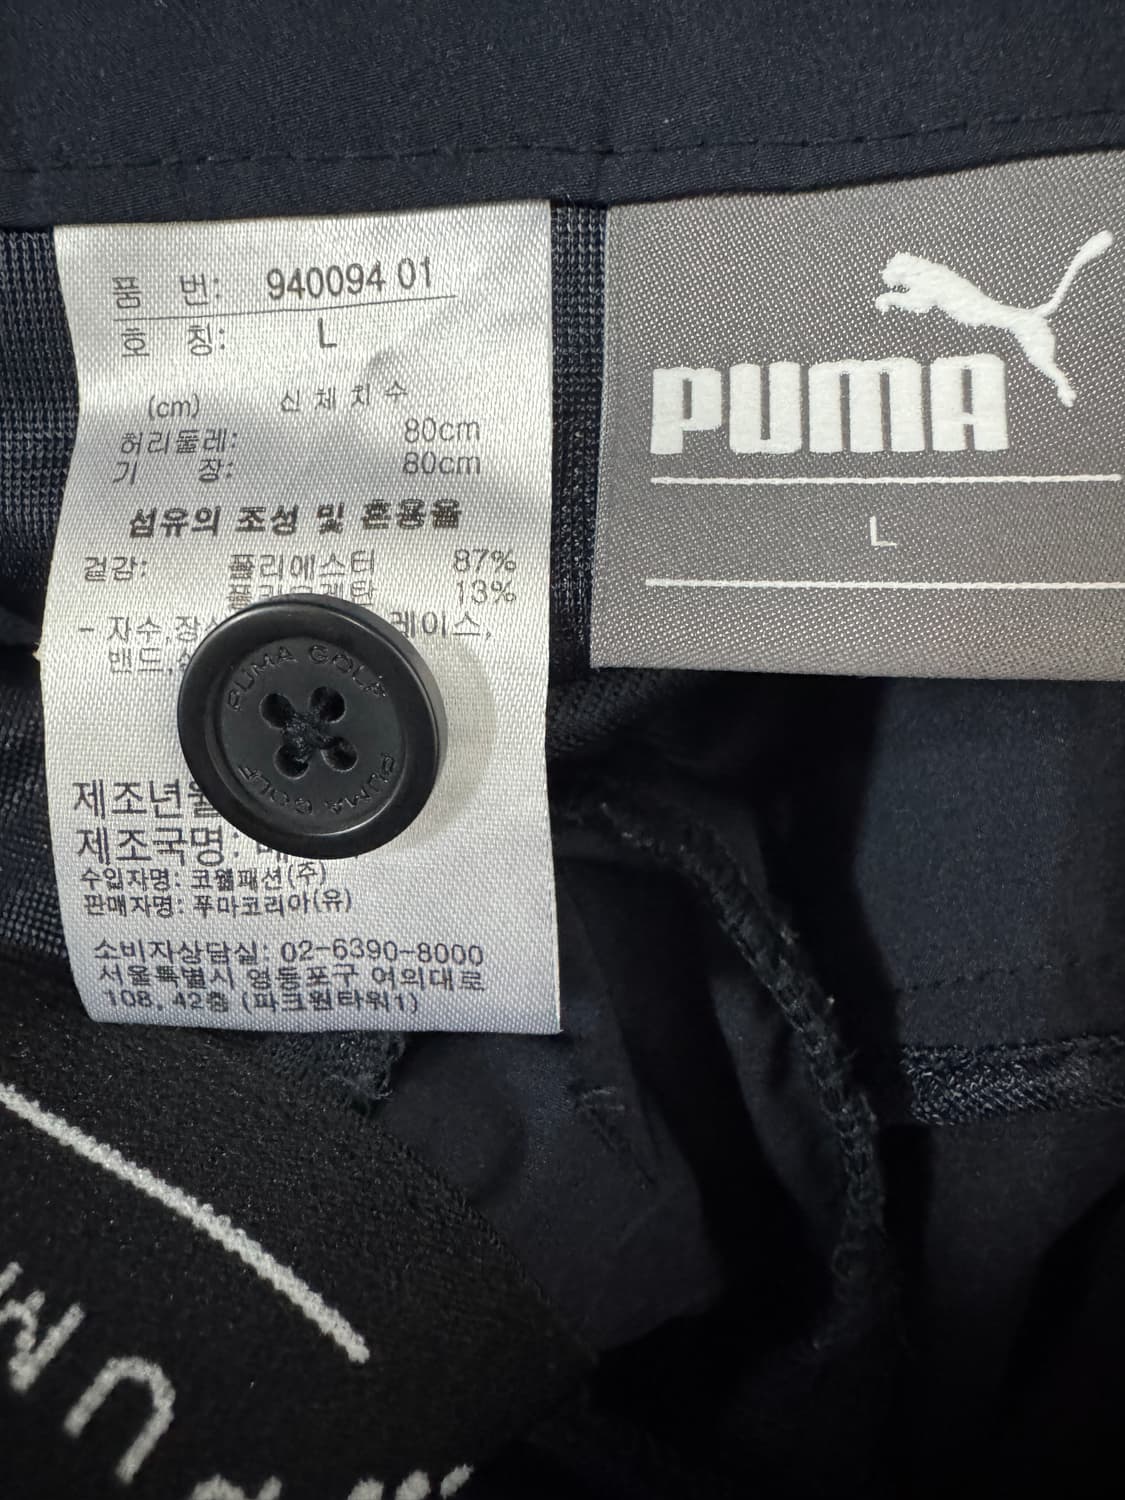 품 번: 940094 01
호 칭: L
(cm) 신체치수
허리둘레: 80cm
기 장: 80cm
섬유의 조성 및 혼용율
겉감: 폴리에스터 87%
13%
- 자수, 레이스,
밴드,
제조년월
제조국명:
수입자명: 코웰패션(주)
판매자명: 푸마코리아(유)
소비자상담실: 02-6390-8000
서울특별시 영등포구 여의대로
108, 42층 (파크원타워1)
PUMA GOLF
PUMA GOLF
PUMA
L